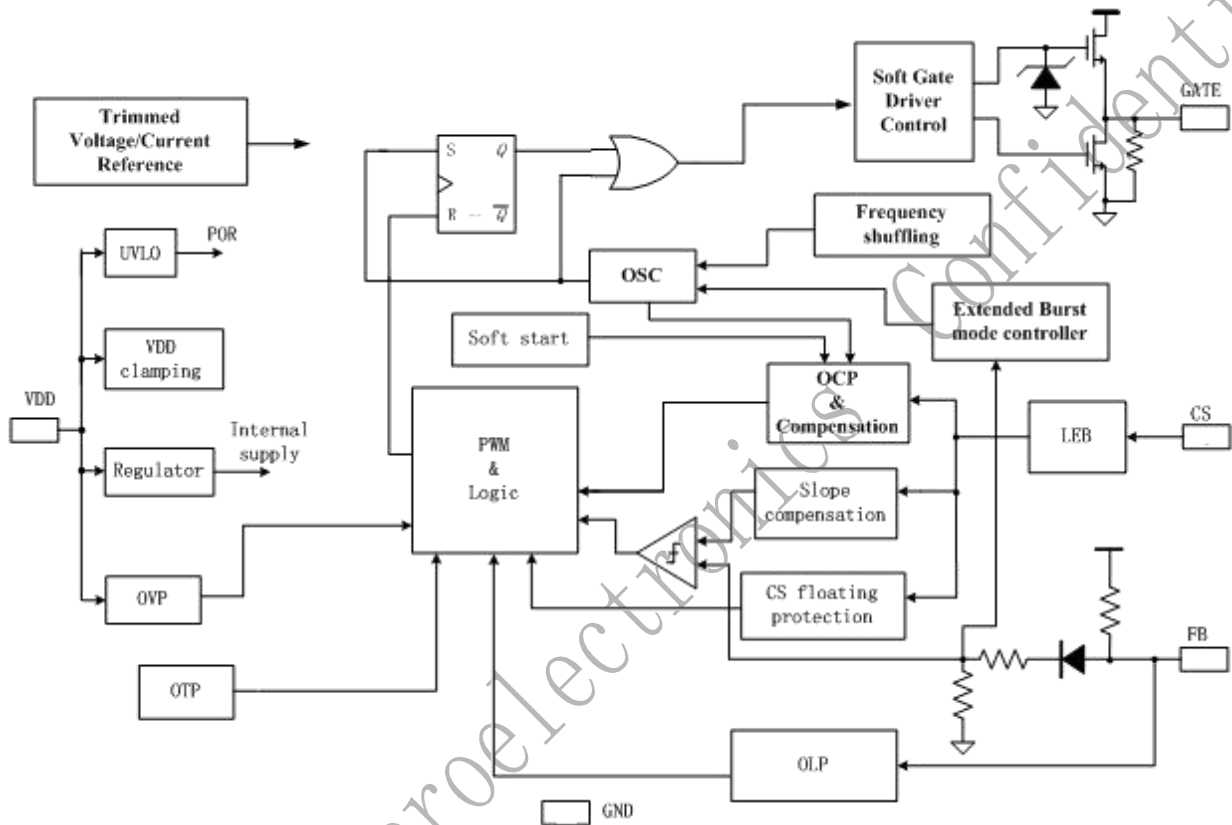 Trimmed
Voltage/Current
Reference
Soft Gate
Driver
Control
GATE
S Q
R Q
Frequency
shuffling
UVLO
POR
OSC
Extended Burst
mode controller
Soft start
VDD
clamping
OCP
&
Compensation
VDD
CS
LEB
Internal
supply
Regulator
PWM
&
Logic
Slope
compensation
OVP
CS floating
protection
FB
OTP
OLP
GND
roelectronics Confident